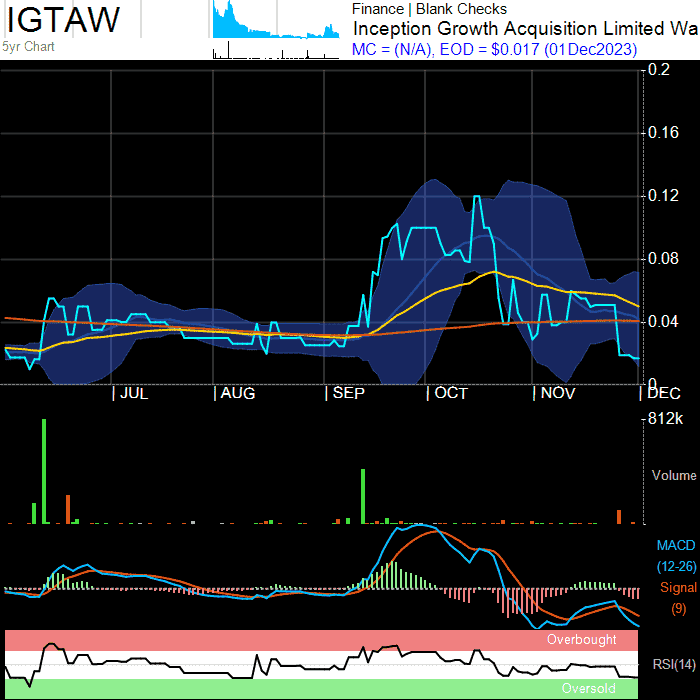 IGTAW
5yr Chart
Finance | Blank Checks
Inception Growth Acquisition Limited Wa
MC = (N/A), EOD = $0.017 (01Dec2023)
0.2
0.16
0.12
0.08
0.04
0
JUL AUG SEP OCT NOV DEC
812k
Volume
MACD
(12-26)
Signal
(9)
Overbought
RSI(14)
Oversold